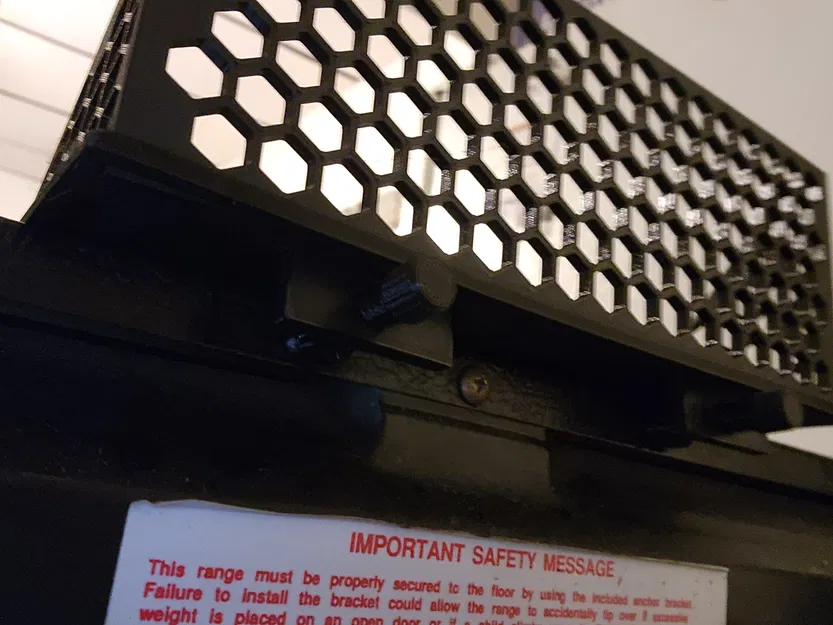 IMPORTANT SAFETY MESSAGE
This range must be properly secured to the floor by using the included anchor bracket.
Failure to install the bracket could allow the range to accidentally tip over if excessive
weight is placed on an open door or if a child